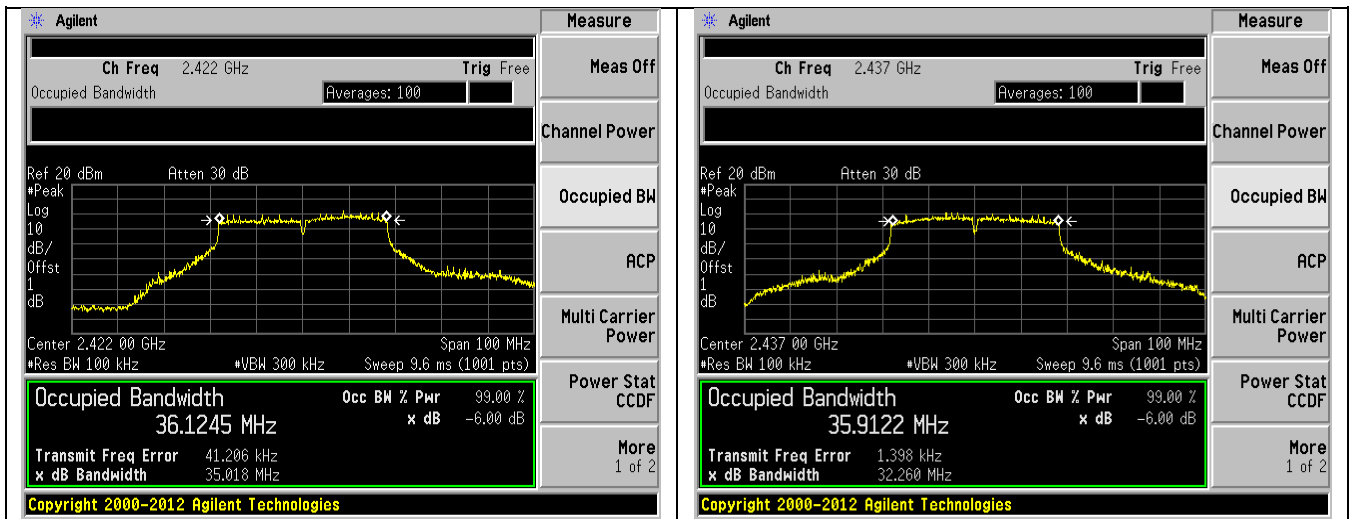 Agilent
Measure
Ch Freq 2.422 GHz Trig Free
Meas Off
Occupied Bandwidth Averages: 100
Channel Power
Ref 20 dBm Atten 30 dB
#Peak
Log
10
dB/
Offst
1
dB
Occupied BW
ACP
Multi Carrier
Power
Center 2.422 00 GHz Span 100 MHz
#Res BW 100 kHz #VBW 300 kHz Sweep 9.6 ms (1001 pts)
Power Stat
CCDF
Occupied Bandwidth Occ BW % Pwr 99.00 %
36.1245 MHz x dB -6.00 dB
Transmit Freq Error 41.206 kHz
x dB Bandwidth 35.018 MHz
More
1 of 2
Copyright 2000-2012 Agilent Technologies
Agilent
Measure
Ch Freq 2.437 GHz Trig Free
Meas Off
Occupied Bandwidth Averages: 100
Channel Power
Ref 20 dBm Atten 30 dB
#Peak
Log
10
dB/
Offst
1
dB
Occupied BW
ACP
Multi Carrier
Power
Center 2.437 00 GHz Span 100 MHz
#Res BW 100 kHz #VBW 300 kHz Sweep 9.6 ms (1001 pts)
Power Stat
CCDF
Occupied Bandwidth Occ BW % Pwr 99.00 %
35.9122 MHz x dB -6.00 dB
Transmit Freq Error 1.398 kHz
x dB Bandwidth 32.260 MHz
More
1 of 2
Copyright 2000-2012 Agilent Technologies